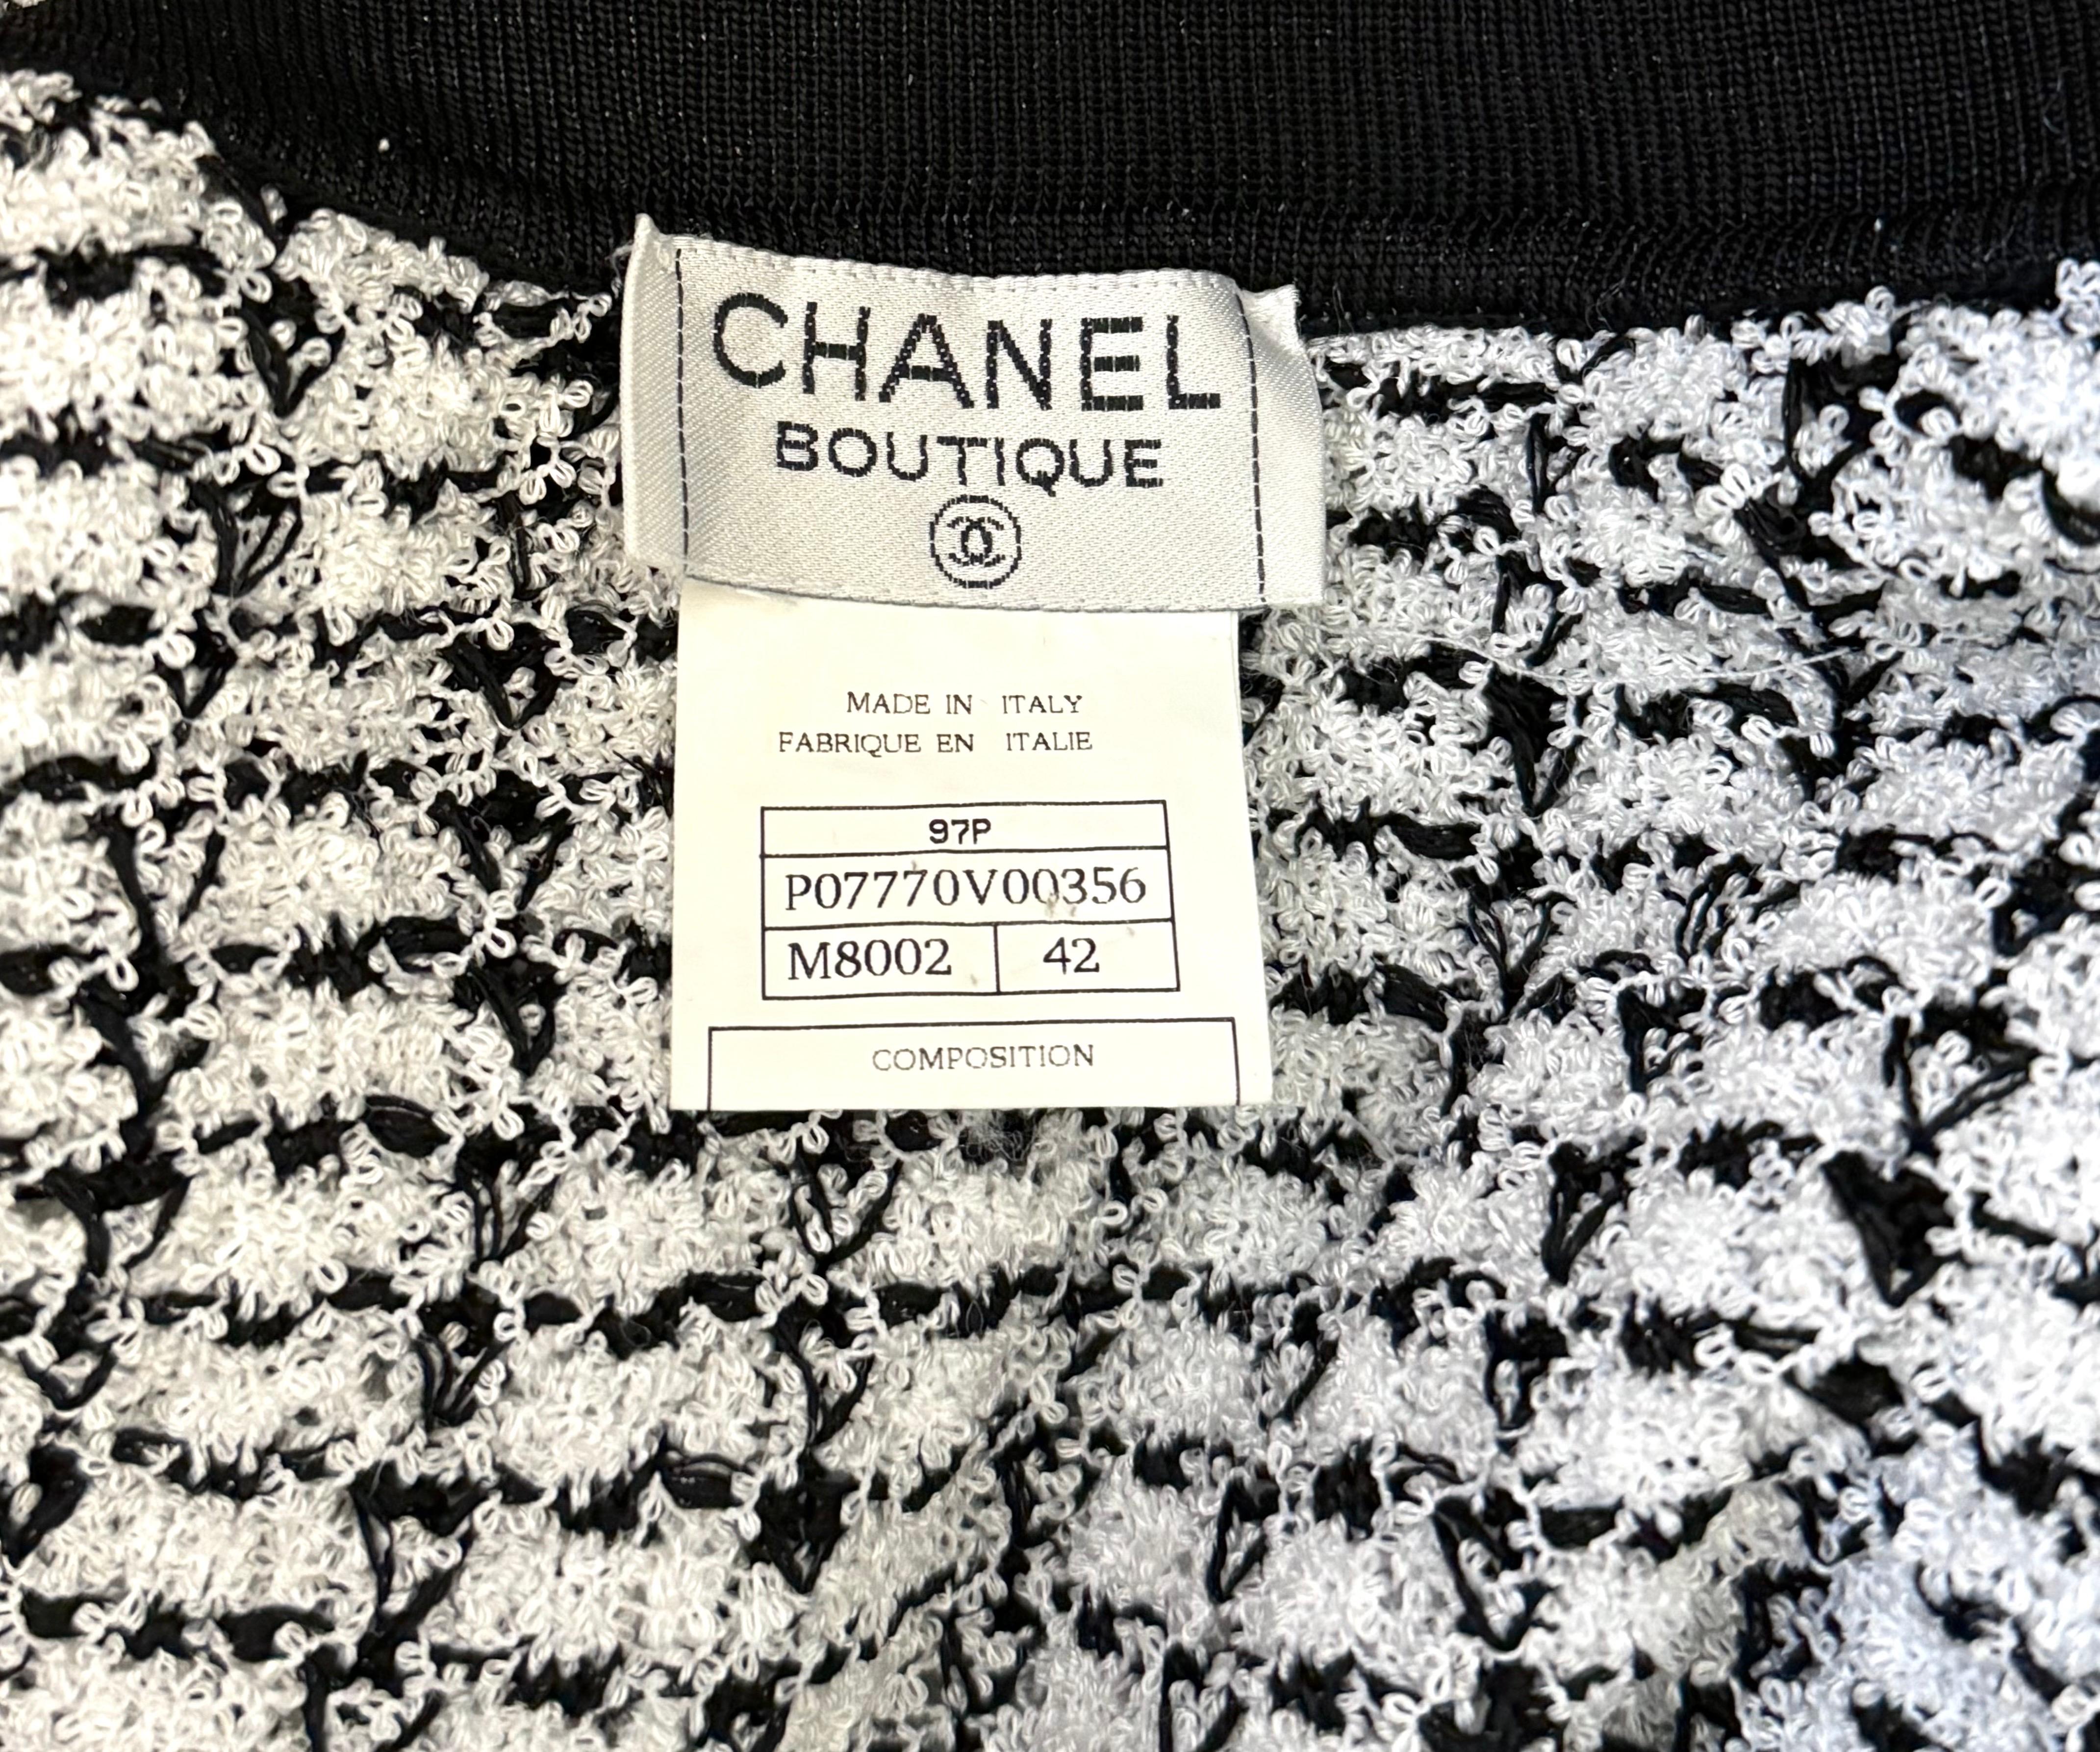 CHANEL
BOUTIQUE
MADE IN ITALY
FABRIQUE EN ITALIE
97P
P07770V00356
M8002 42
COMPOSITION